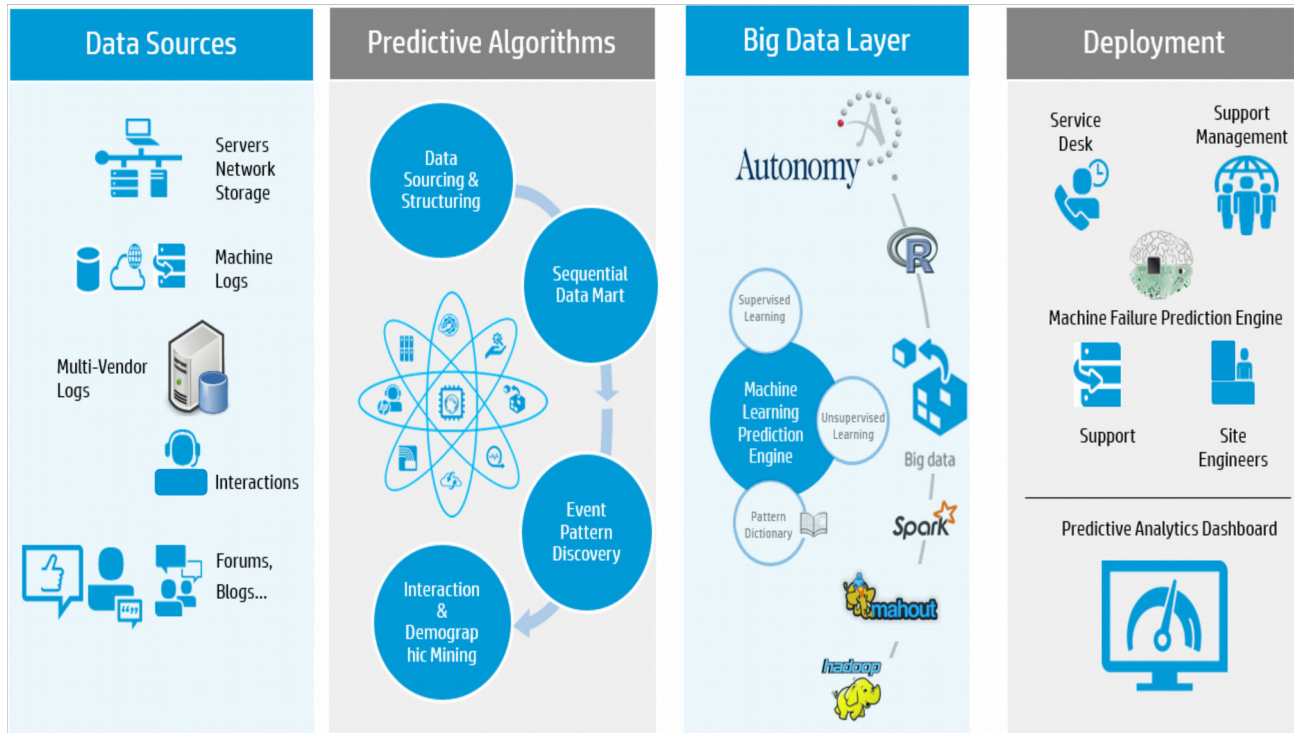 Data Sources
Servers
Network
Storage
Machine
Logs
Multi-Vendor
Logs
Interactions
Forums,
Blogs...
Predictive Algorithms
Data
Sourcing &
Structuring
Sequential
Data Mart
Event
Pattern
Discovery
Interaction
&
Demograp
hic Mining
Big Data Layer
A
Autonomy
R
Supervised
Learning
Machine
Learning
Prediction
Engine
Unsupervised
Learning
Pattern
Dictionary
Big data
Spark
mahout
hadoop
Deployment
Service
Desk
Support
Management
Machine Failure Prediction Engine
Support
Site
Engineers
Predictive Analytics Dashboard